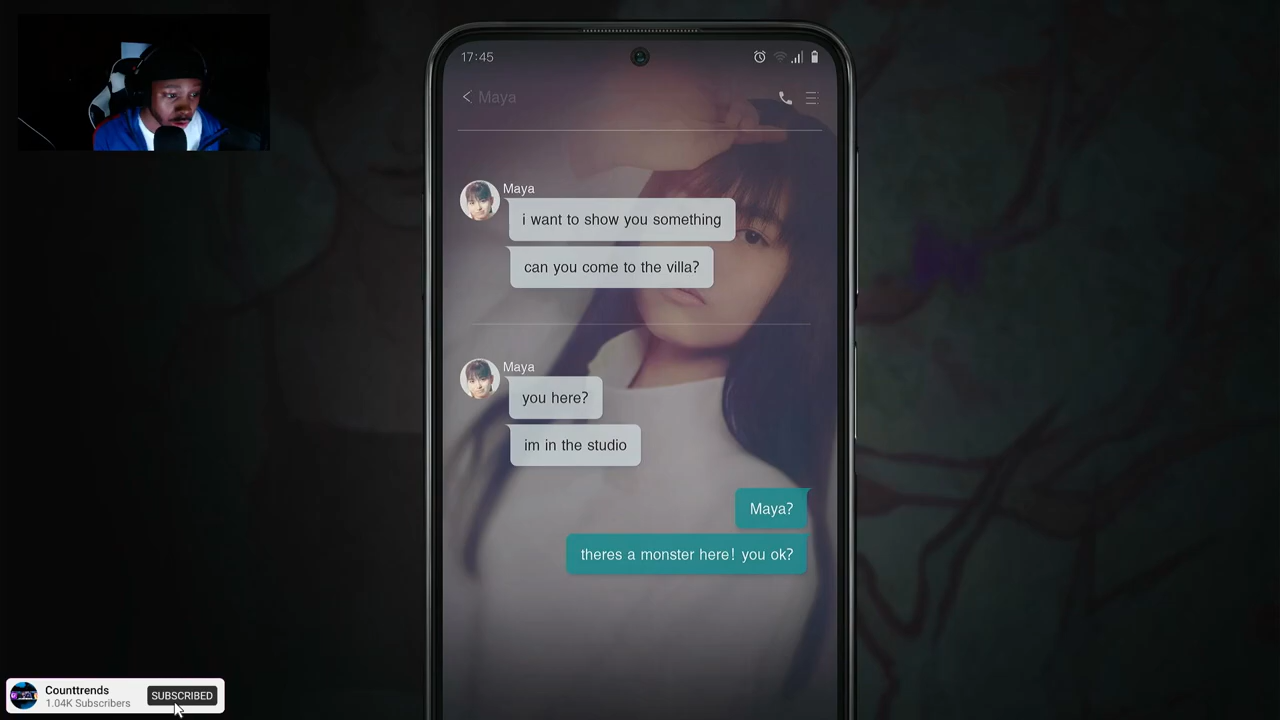 17:45
Maya
Maya
i want to show you something
can you come to the villa?
Maya
you here?
im in the studio
Maya?
theres a monster here! you ok?
Counttrends
SUBSCRIBED
1.04K Subscribers